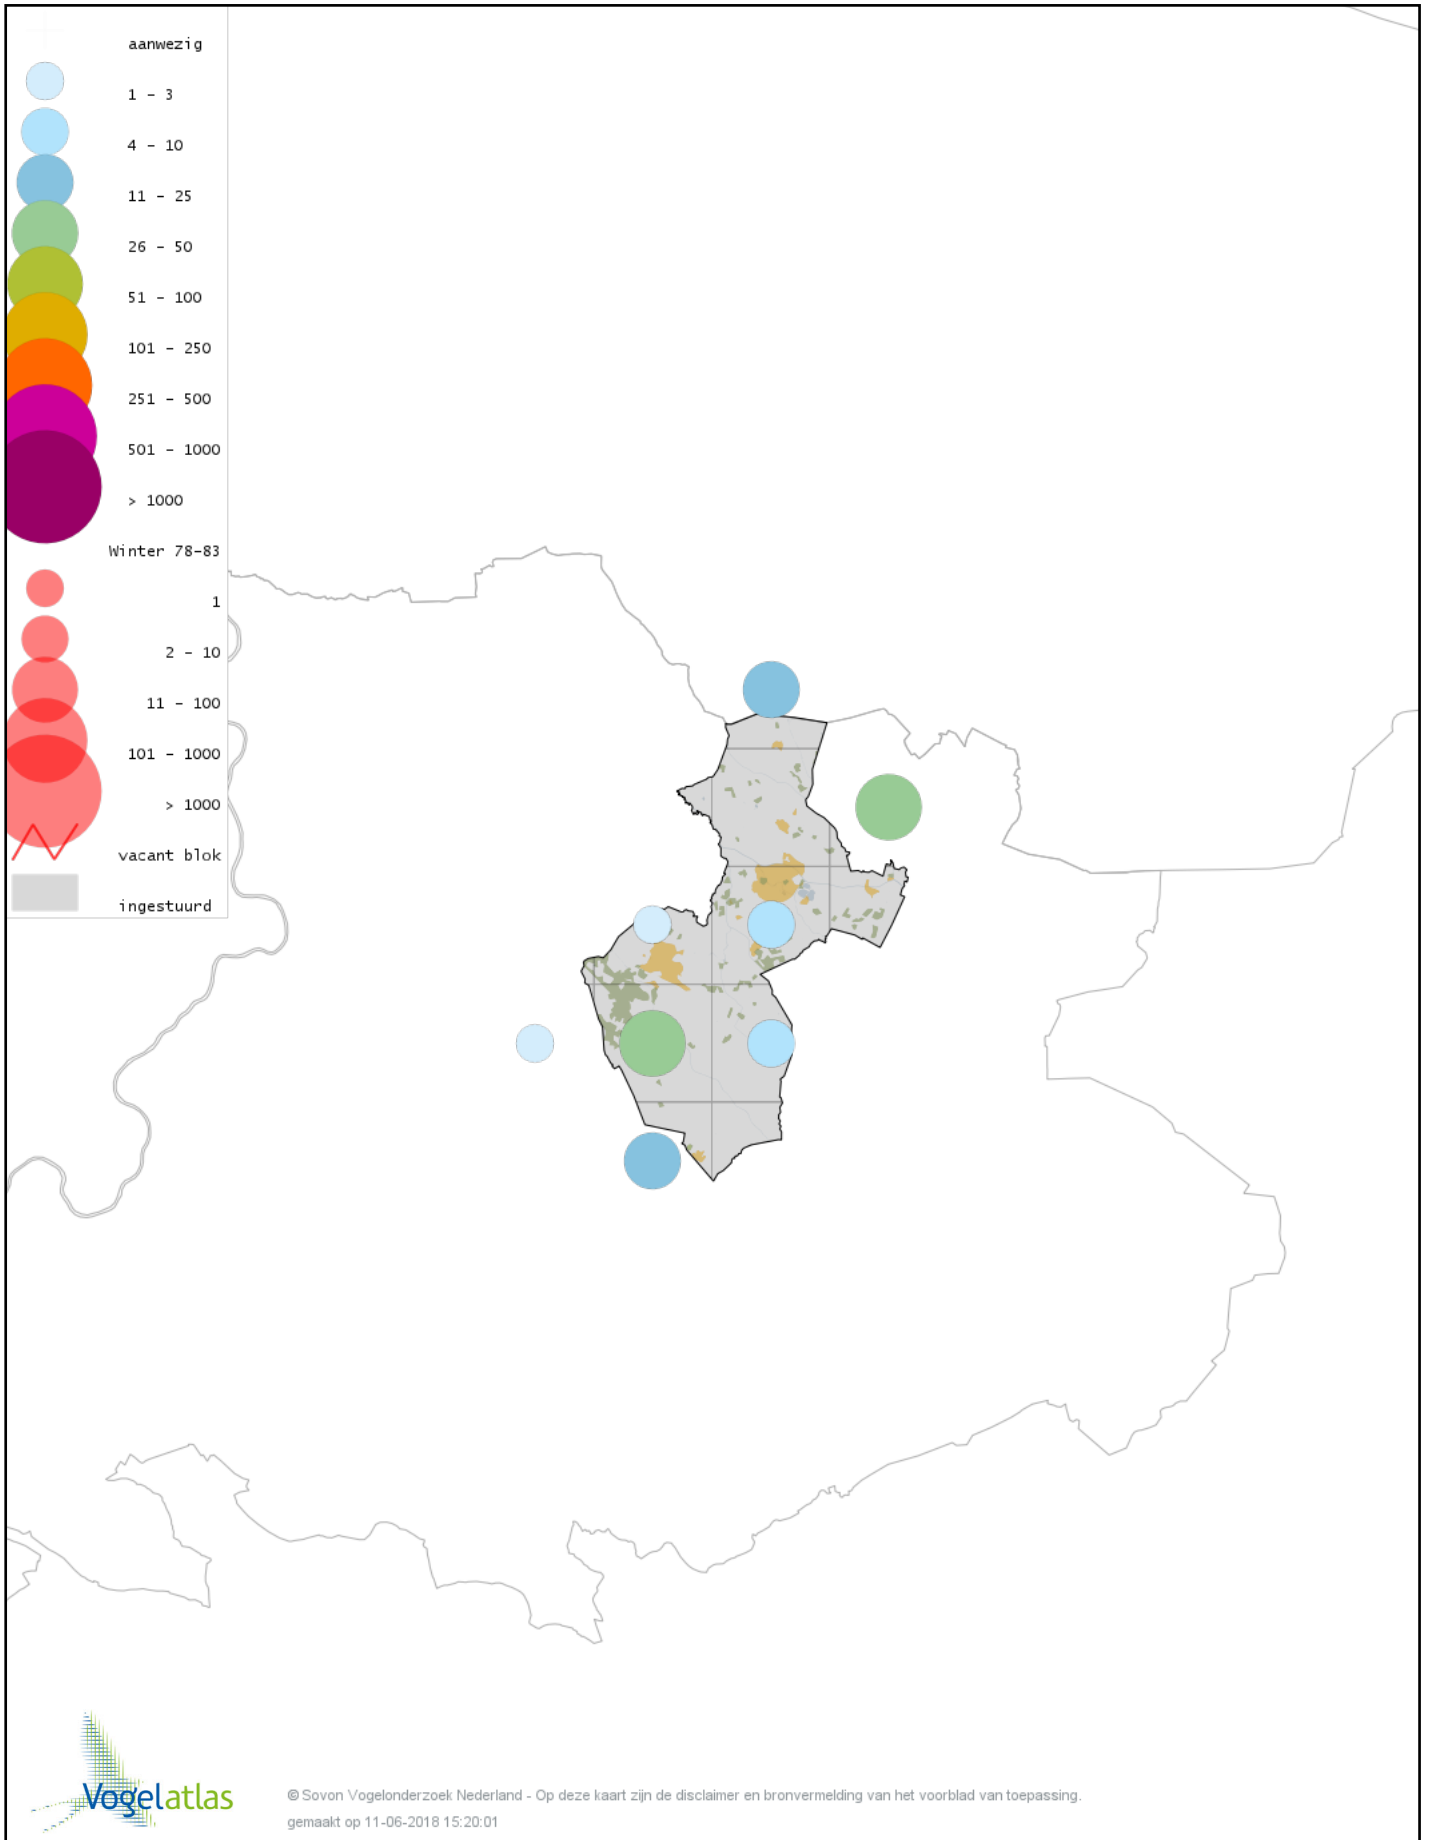 aanwezig
1 - 3
4 - 10
11 - 25
26 - 50
51 - 100
101 - 250
251 - 500
501 - 1000
> 1000
Winter 78-83
1
2 - 10
11 - 100
101 - 1000
> 1000
vacant blok
ingestuurd
Vogelatlas
© Sovon Vogelonderzoek Nederland - Op deze kaart zijn de disclaimer en bronvermelding van het voorblad van toepassing.
gemaakt op 11-06-2018 15:20:01